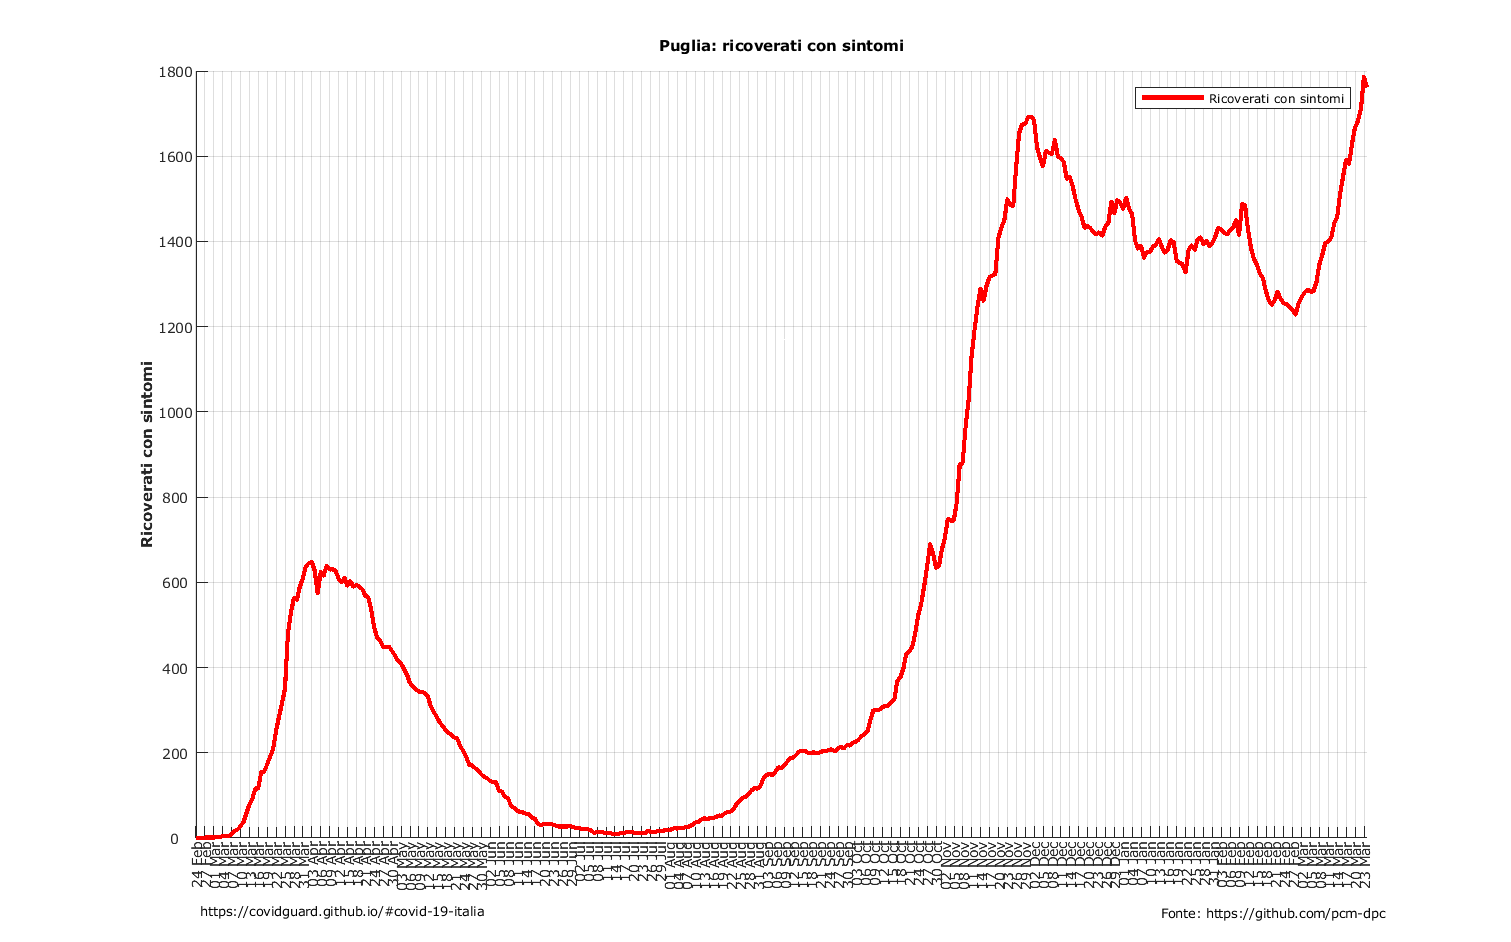 Puglia: ricoverati con sintomi
Ricoverati con sintomi
Ricoverati con sintomi
1800
1600
1400
1200
1000
800
600
400
200
0
24 Feb
27 Feb
01 Mar
04 Mar
07 Mar
10 Mar
13 Mar
16 Mar
19 Mar
22 Mar
25 Mar
28 Mar
31 Mar
03 Apr
06 Apr
09 Apr
12 Apr
15 Apr
18 Apr
21 Apr
24 Apr
27 Apr
30 Apr
03 May
06 May
09 May
12 May
15 May
18 May
21 May
24 May
27 May
30 May
02 Jun
05 Jun
08 Jun
11 Jun
14 Jun
17 Jun
20 Jun
23 Jun
26 Jun
29 Jun
02 Jul
05 Jul
08 Jul
11 Jul
14 Jul
17 Jul
20 Jul
23 Jul
26 Jul
29 Jul
01 Aug
04 Aug
07 Aug
10 Aug
13 Aug
16 Aug
19 Aug
22 Aug
25 Aug
28 Aug
31 Aug
03 Sep
06 Sep
09 Sep
12 Sep
15 Sep
18 Sep
21 Sep
24 Sep
27 Sep
30 Sep
03 Oct
06 Oct
09 Oct
12 Oct
15 Oct
18 Oct
21 Oct
24 Oct
27 Oct
30 Oct
02 Nov
05 Nov
08 Nov
11 Nov
14 Nov
17 Nov
20 Nov
23 Nov
26 Nov
29 Nov
02 Dec
05 Dec
08 Dec
11 Dec
14 Dec
17 Dec
20 Dec
23 Dec
26 Dec
29 Dec
01 Jan
04 Jan
07 Jan
10 Jan
13 Jan
16 Jan
19 Jan
22 Jan
25 Jan
28 Jan
31 Jan
03 Feb
06 Feb
09 Feb
12 Feb
15 Feb
18 Feb
21 Feb
24 Feb
27 Feb
02 Mar
05 Mar
08 Mar
11 Mar
14 Mar
17 Mar
20 Mar
23 Mar
https://covidguard.github.io/#covid-19-italia
Fonte: https://github.com/pcm-dpc